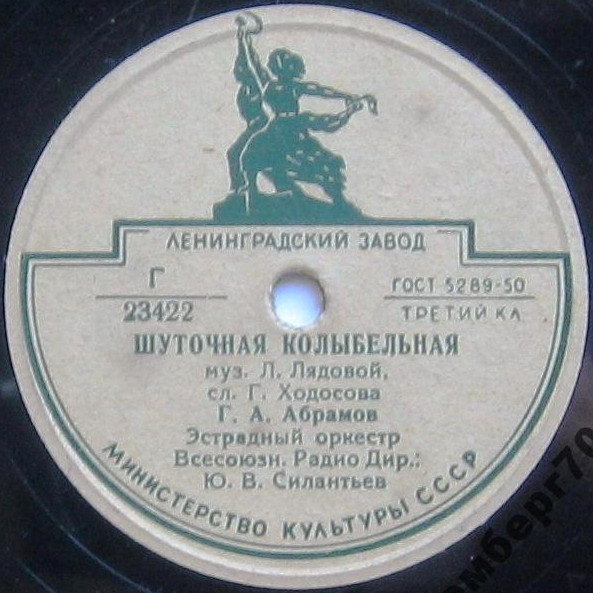 ЛЕНИНГРАДСКИЙ ЗАВОД
Г
23422
ГОСТ 5289-50
ТРЕТИЙ КЛ
ШУТОЧНАЯ КОЛЫБЕЛЬНАЯ
муз. Л. Лядовой,
сл. Г. Ходосова
Г. А. Абрамов
Эстрадный оркестр
Всесоюзн. Радио Дир.:
Ю. В. Силантьев
МИНИСТЕРСТВО КУЛЬТУРЫ СССР